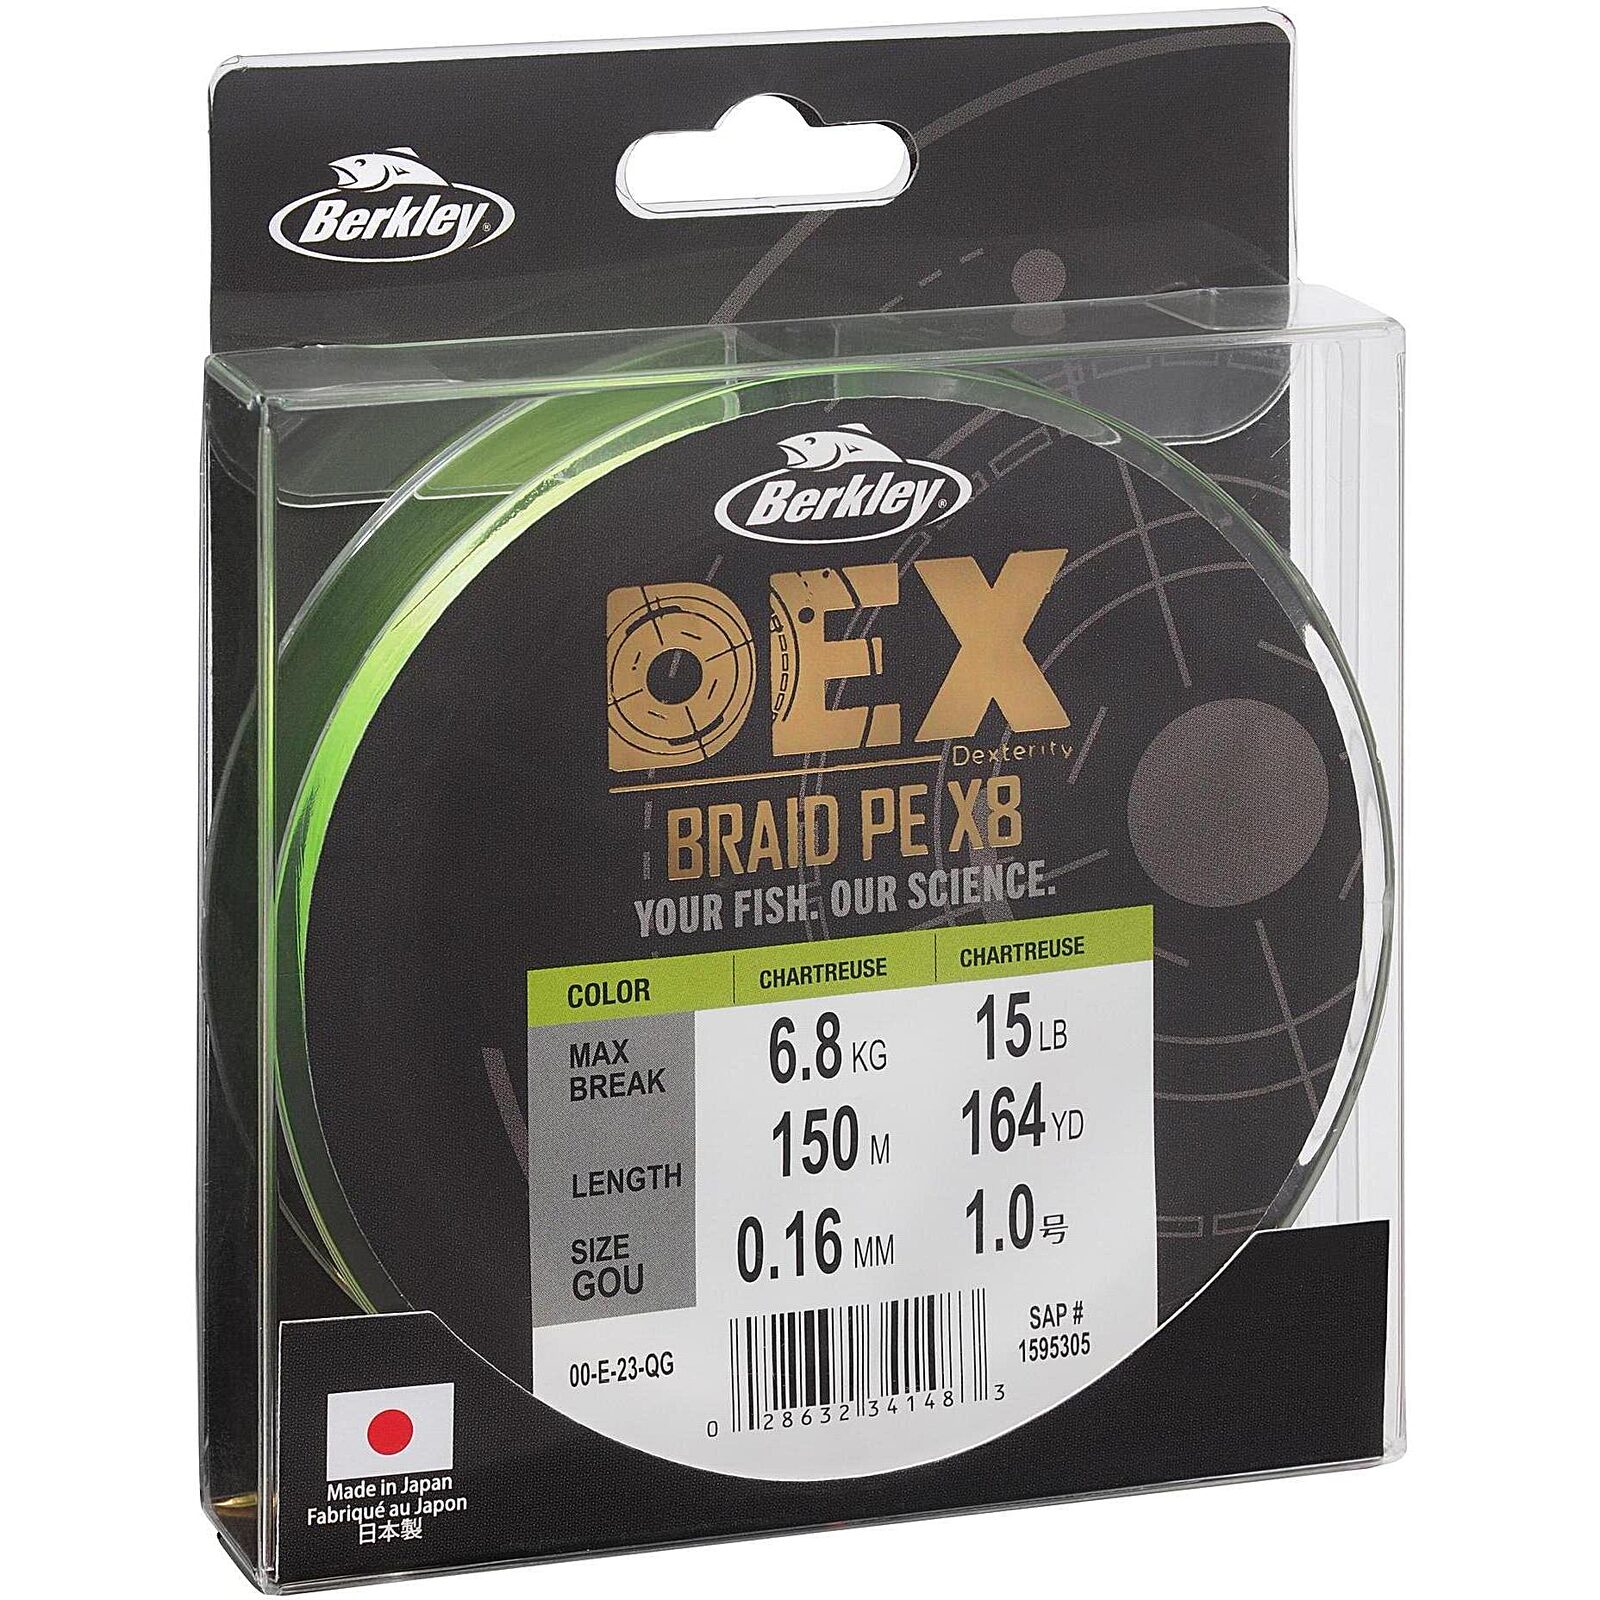 Berkley®
Berkley®
DEX
Dexterity
BRAID PE X8
YOUR FISH. OUR SCIENCE.
COLOR CHARTREUSE CHARTREUSE
MAX BREAK 6.8 KG 15 LB
LENGTH 150 M 164 YD
SIZE GOU 0.16 MM 1.0 号
00-E-23-QG
0 28632 34148 3
SAP #
1595305
Made in Japan
Fabriqué au Japon
日本製